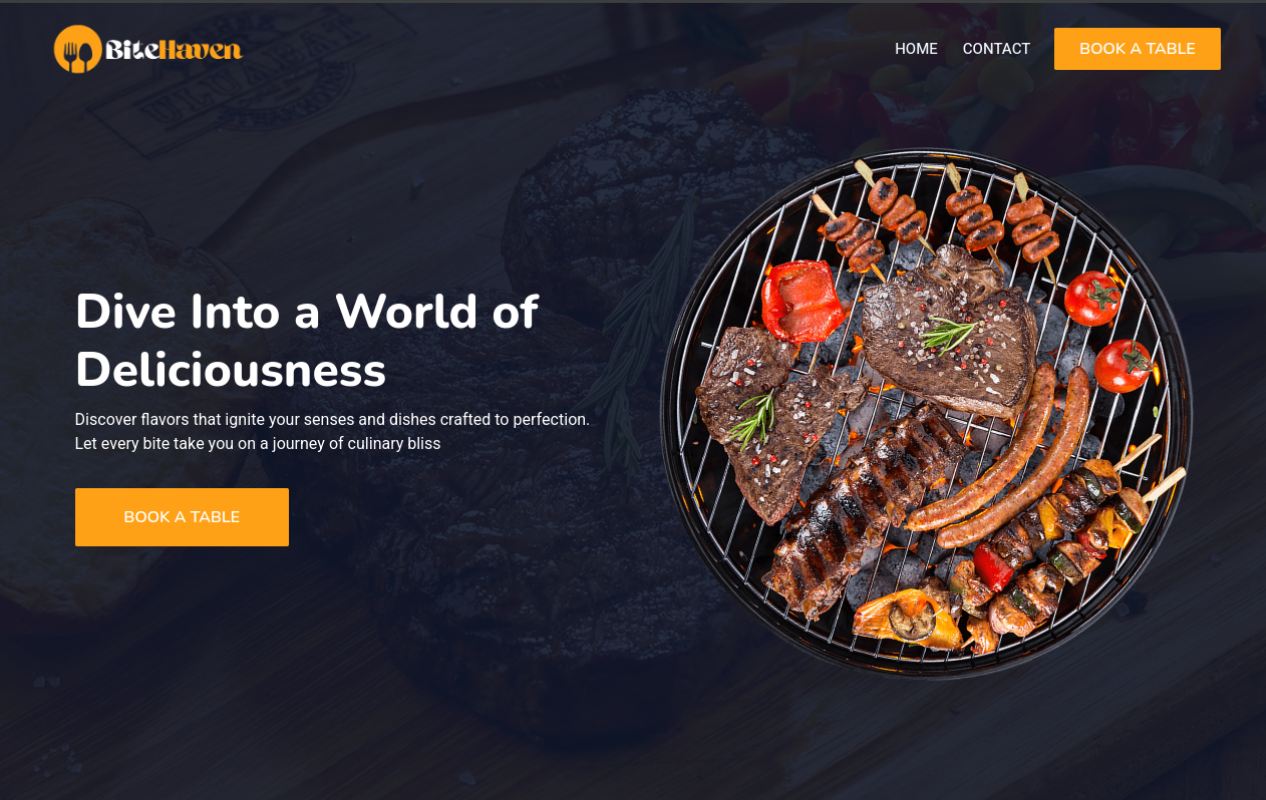 BiteHaven
HOME CONTACT BOOK A TABLE
Dive Into a World of
Deliciousness
Discover flavors that ignite your senses and dishes crafted to perfection.
Let every bite take you on a journey of culinary bliss
BOOK A TABLE